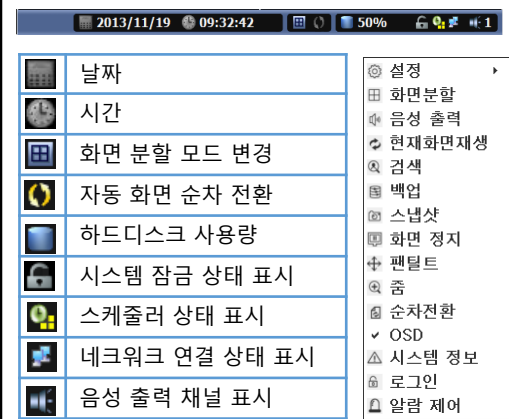 2013/11/19 09:32:42 50% 1
날짜
시간
화면 분할 모드 변경
자동 화면 순차 전환
하드디스크 사용량
시스템 잠금 상태 표시
스케줄러 상태 표시
네크워크 연결 상태 표시
음성 출력 채널 표시
설정
화면분할
음성 출력
현재화면재생
검색
백업
스냅샷
화면 정지
팬틸트
줌
순차전환
OSD
시스템 정보
로그인
알람 제어